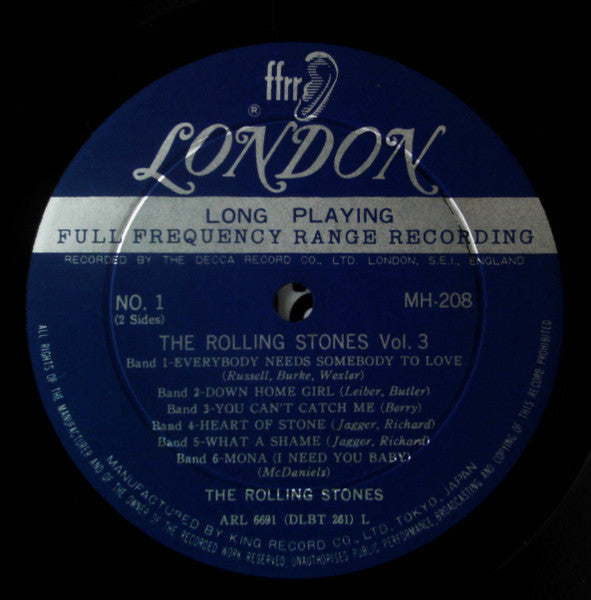 ffrr
®
LONDON
LONG PLAYING
FULL FREQUENCY RANGE RECORDING
RECORDED BY THE DECCA RECORD CO., LTD. LONDON, S.E.I., ENGLAND
NO. 1
(2 Sides)
MH-208
THE ROLLING STONES Vol. 3
Band 1-EVERYBODY NEEDS SOMEBODY TO LOVE
(Russell, Burke, Wexler)
Band 2-DOWN HOME GIRL (Leiber, Butler)
Band 3-YOU CAN'T CATCH ME (Berry)
Band 4-HEART OF STONE (Jagger, Richard)
Band 5-WHAT A SHAME (Jagger, Richard)
Band 6-MONA (I NEED YOU BABY)
(McDaniels)
THE ROLLING STONES
ARL 6691 (DLBT 261) L
MANUFACTURED BY KING RECORD CO., LTD. TOKYO, JAPAN
ALL RIGHTS OF THE MANUFACTURER AND OF THE OWNER OF THE RECORDED WORK RESERVED. UNAUTHORISED PUBLIC PERFORMANCE, BROADCASTING AND COPYING OF THIS RECORD PROHIBITED